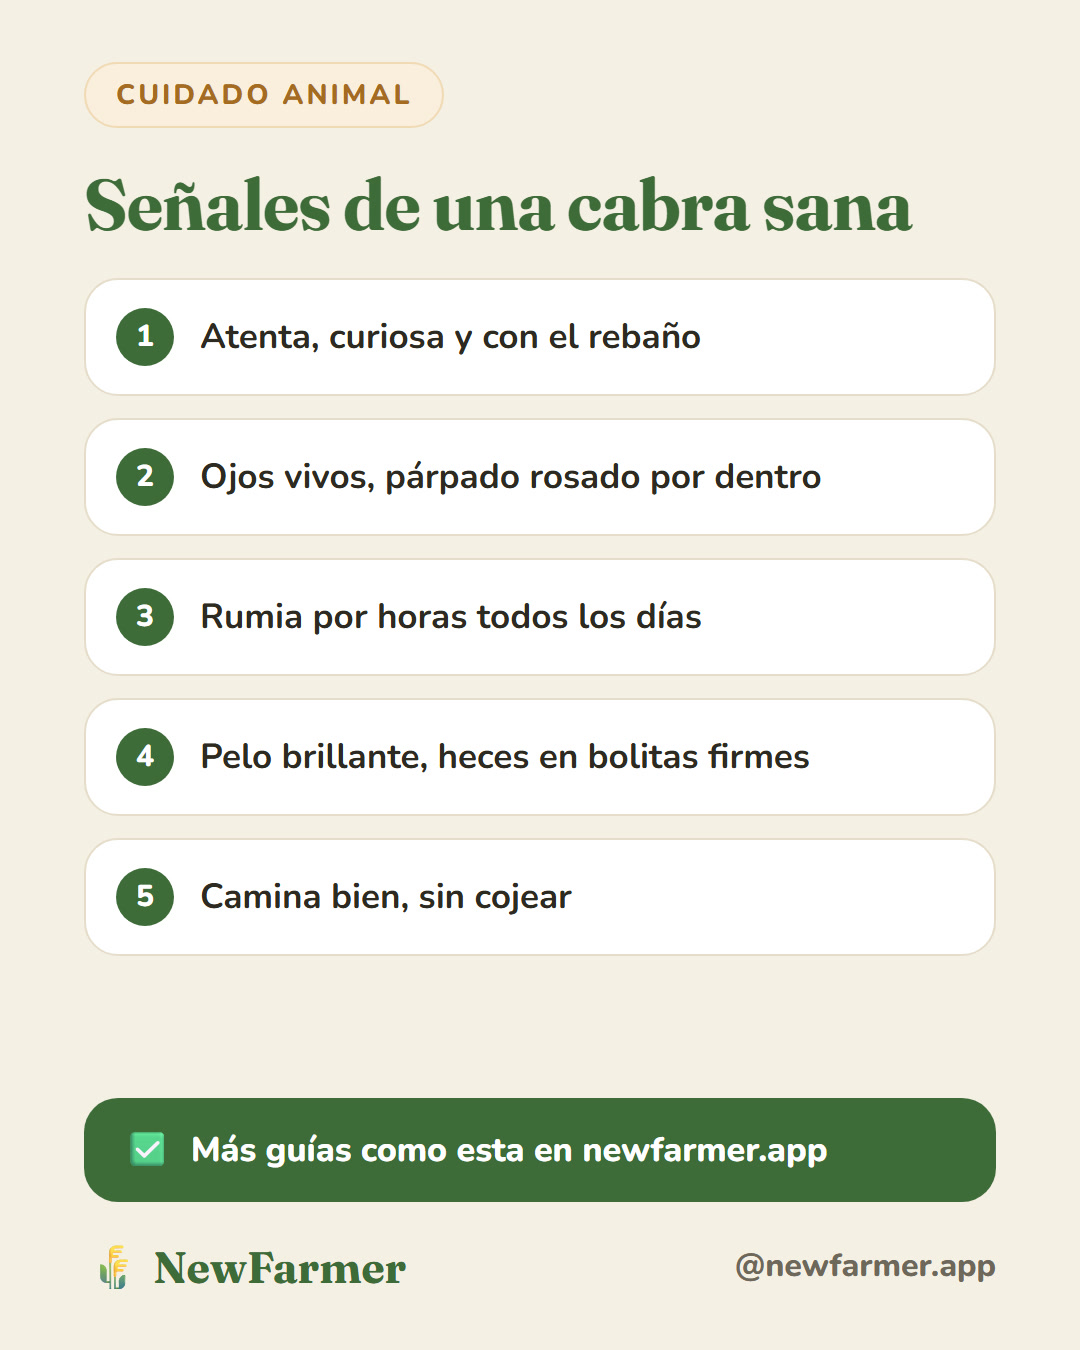 CUIDADO ANIMAL
Señales de una cabra sana
1 Atenta, curiosa y con el rebaño
2 Ojos vivos, párpado rosado por dentro
3 Rumia por horas todos los días
4 Pelo brillante, heces en bolitas firmes
5 Camina bien, sin cojear
✅ Más guías como esta en newfarmer.app
NewFarmer
@newfarmer.app